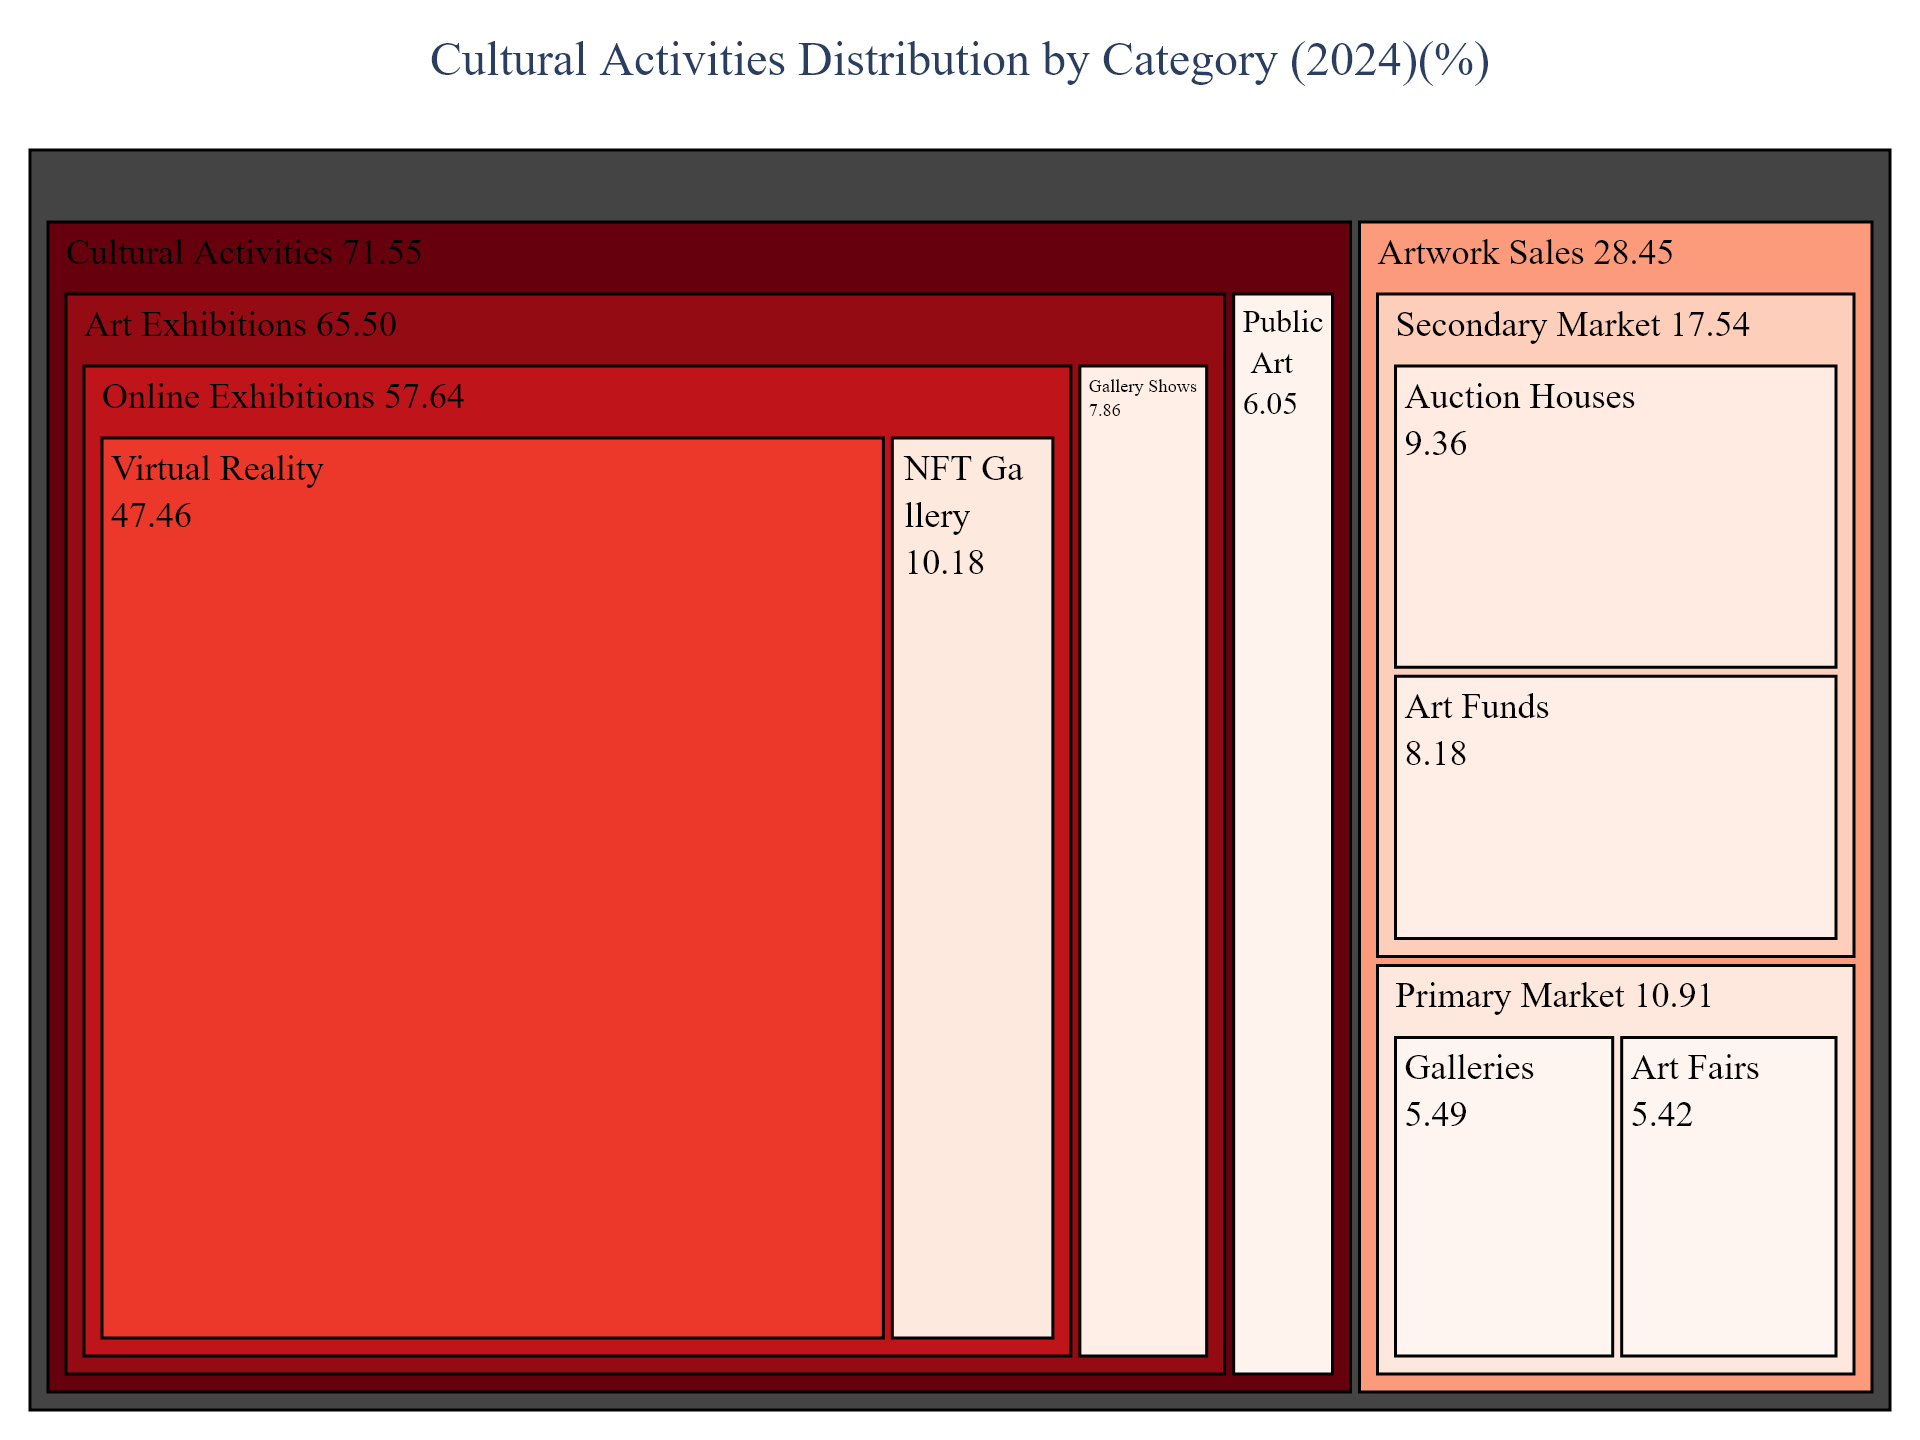 Cultural Activities Distribution by Category (2024)(%)
Cultural Activities 71.55
Art Exhibitions 65.50
Online Exhibitions 57.64
Virtual Reality
47.46
NFT Ga
llery
10.18
Gallery Shows
7.86
Public
Art
6.05
Artwork Sales 28.45
Secondary Market 17.54
Auction Houses
9.36
Art Funds
8.18
Primary Market 10.91
Galleries
5.49
Art Fairs
5.42